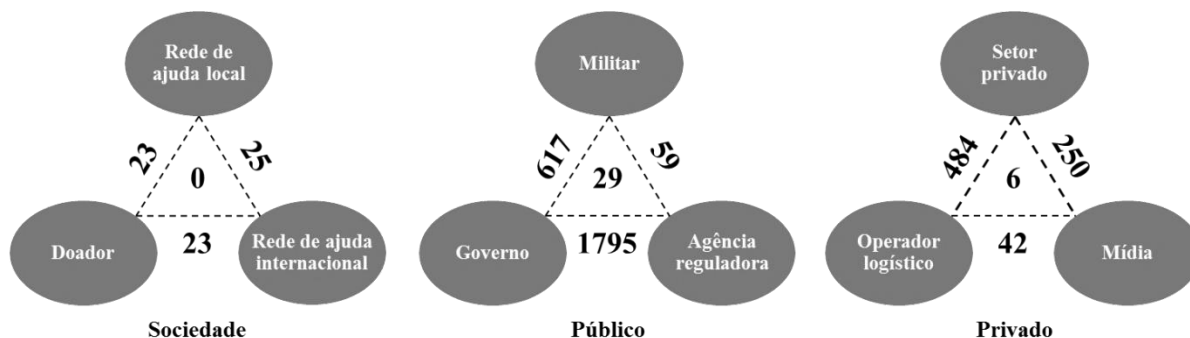 Rede de
ajuda local
23
25
0
Doador
23
Rede de ajuda
internacional
Sociedade
Militar
617
59
29
Governo
1795
Agência
reguladora
Público
Setor
privado
484
250
6
Operador
logístico
42
Mídia
Privado